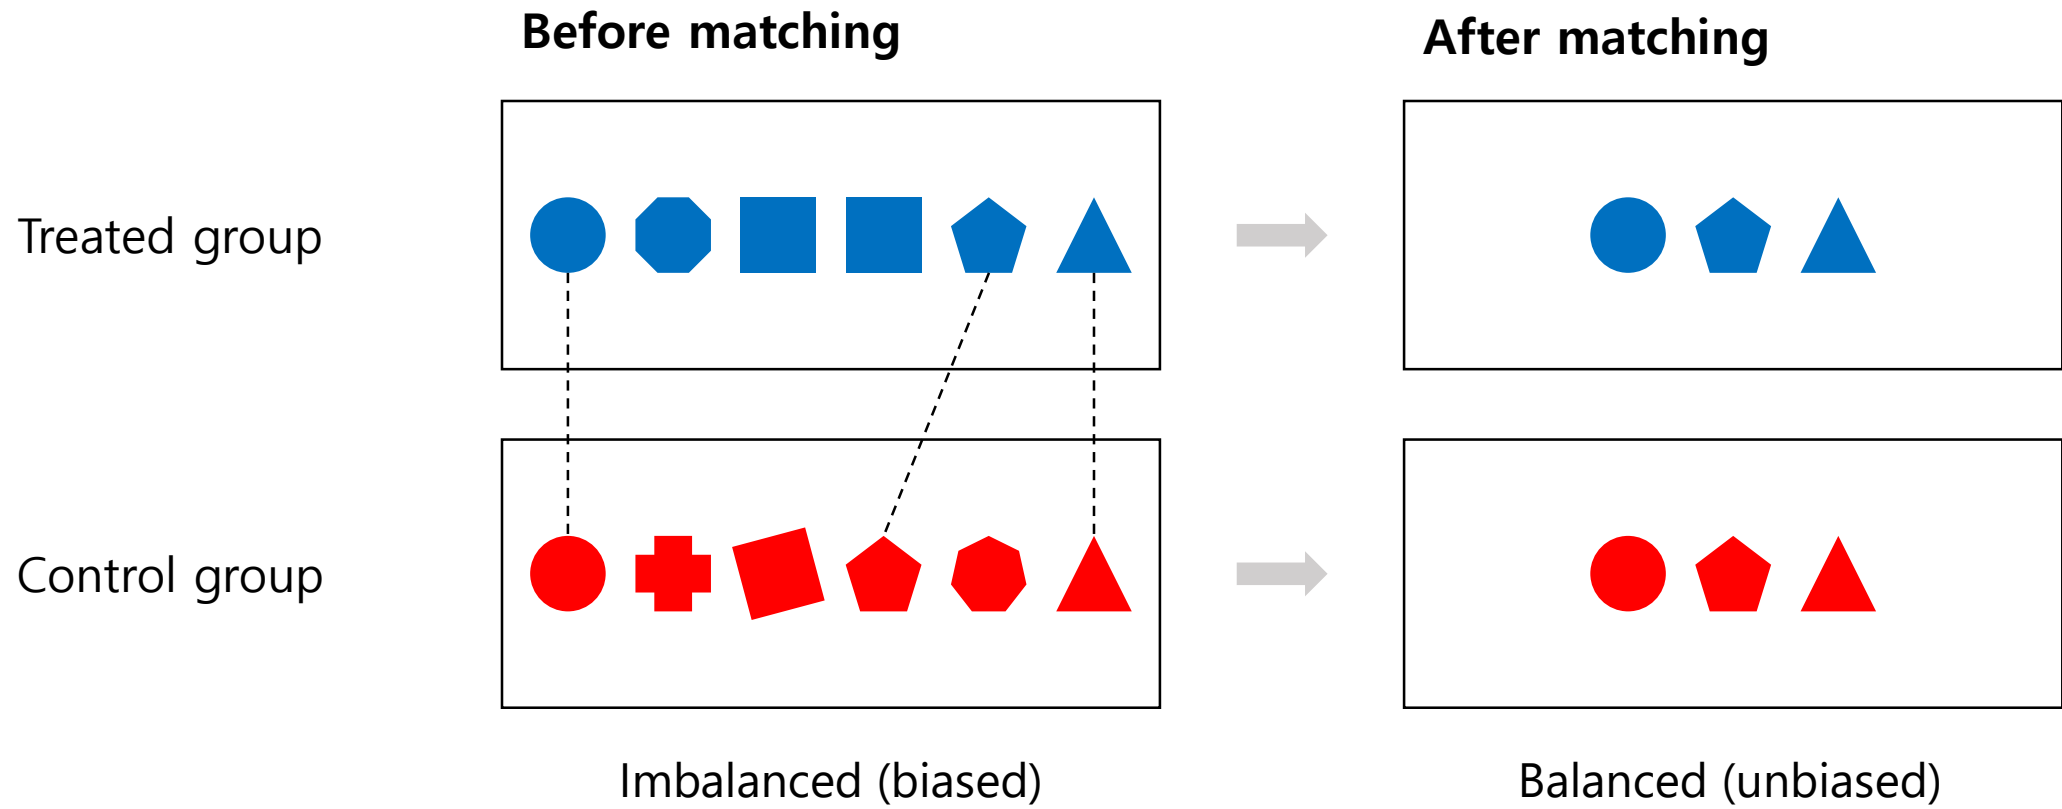 Before matching
After matching
Treated group
Control group
Imbalanced (biased)
Balanced (unbiased)